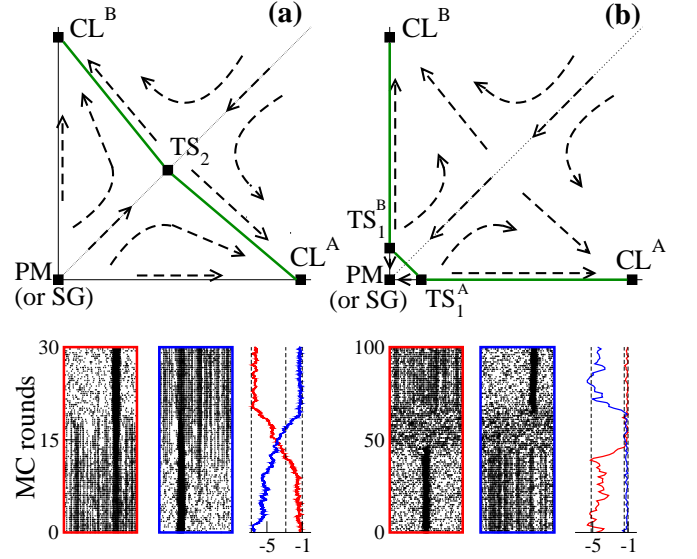 (a)
CL^B
TS_2
PM
(or SG)
CL^A
(b)
CL^B
TS_1^B
PM
(or SG)
TS_1^A
CL^A
MC rounds
30
15
0
-5
-1
100
50
0
-5
-1